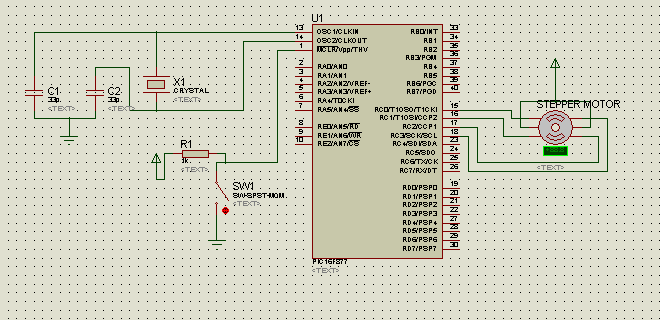 U1
13
OSC1/CLKIN
14
OSC2/CLKOUT
1
MCLR/Vpp/THV
2
RA0/AN0
3
RA1/AN1
4
RA2/AN2/VREF-
5
RA3/AN3/VREF+
6
RA4/T0CKI
7
RA5/AN4/SS
8
RE0/AN5/RD
9
RE1/AN6/WR
10
RE2/AN7/CS
RB0/INT
33
RB1
34
RB2
35
RB3/PGM
36
RB4
37
RB5
38
RB6/PGC
39
RB7/PGD
40
RC0/T1OSO/T1CKI
15
RC1/T1OSI/CCP2
16
RC2/CCP1
17
RC3/SCK/SCL
18
RC4/SDI/SDA
23
RC5/SDO
24
RC6/TX/CK
25
RC7/RX/DT
26
RD0/PSP0
19
RD1/PSP1
20
RD2/PSP2
21
RD3/PSP3
22
RD4/PSP4
27
RD5/PSP5
28
RD6/PSP6
29
RD7/PSP7
30
PIC16F877
<TEXT>
C1
33p
<TEXT>
C2
33p
<TEXT>
X1
CRYSTAL
<TEXT>
R1
1k
<TEXT>
SW1
SW-SPST-MOM
<TEXT>
STEPPER MOTOR
<TEXT>